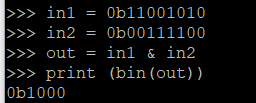 >>> in1 = 0b11001010
>>> in2 = 0b00111100
>>> out = in1 & in2
>>> print (bin(out))
0b1000